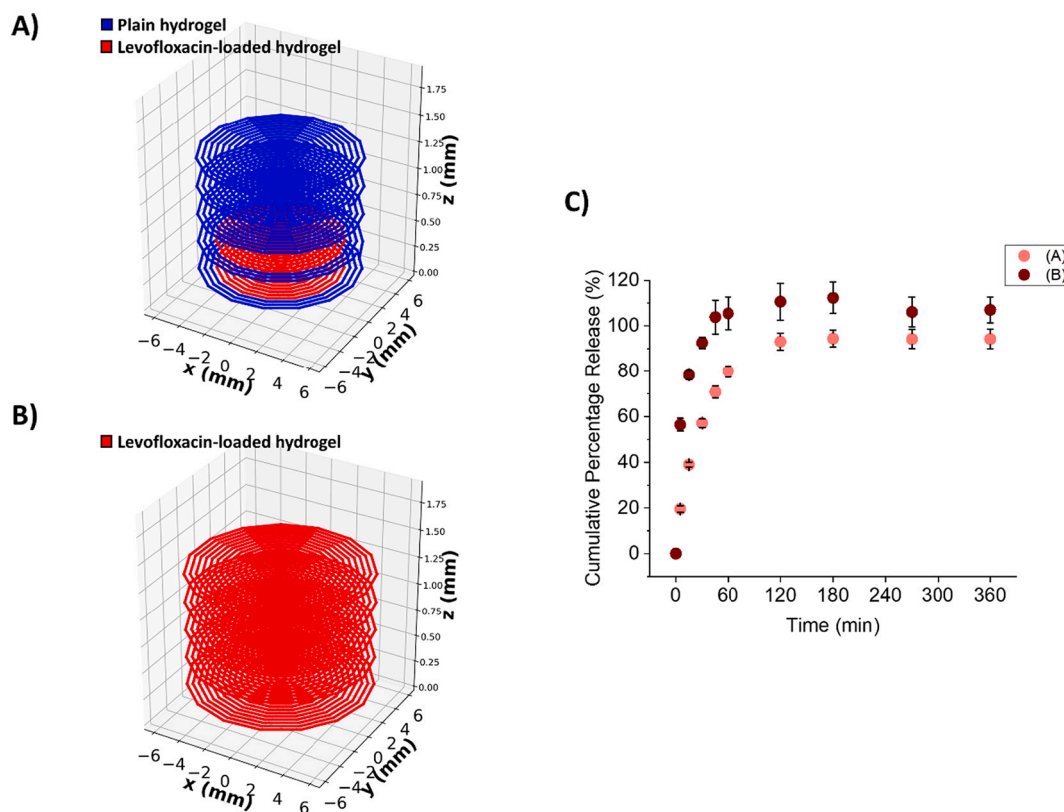 A)
Plain hydrogel
Levofloxacin-loaded hydrogel
1.75
1.50
1.25
1.00
0.75
0.50
0.25
0.00
z (mm)
−6 −4 −2 0 2 4 6
x (mm)
−6 −4 −2 0 2 4 6
y (mm)
B)
Levofloxacin-loaded hydrogel
1.75
1.50
1.25
1.00
0.75
0.50
0.25
0.00
z (mm)
−6 −4 −2 0 2 4 6
x (mm)
−6 −4 −2 0 2 4 6
y (mm)
C)
(A)
(B)
120
100
80
60
40
20
0
Cumulative Percentage Release (%)
0 60 120 180 240 300 360
Time (min)